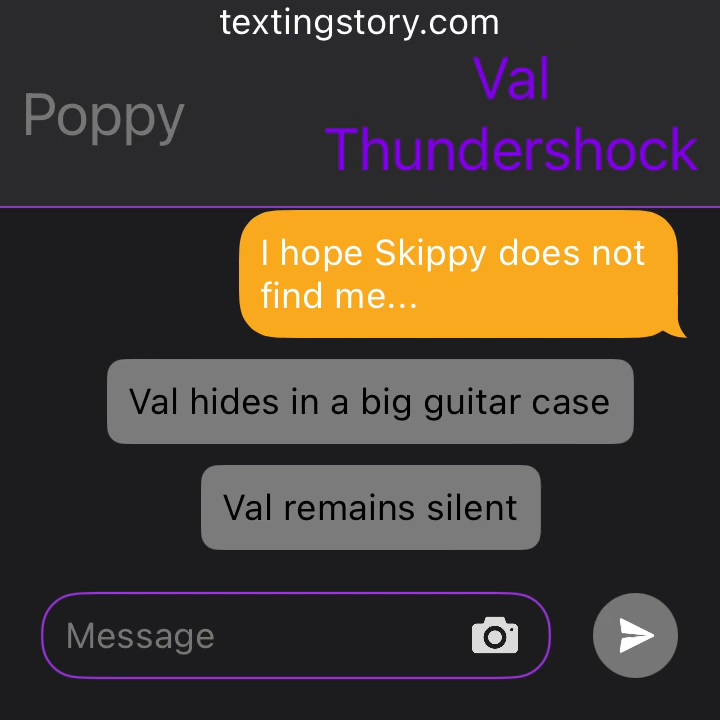 textingstory.com
Poppy
Val
Thundershock
I hope Skippy does not
find me...
Val hides in a big guitar case
Val remains silent
Message